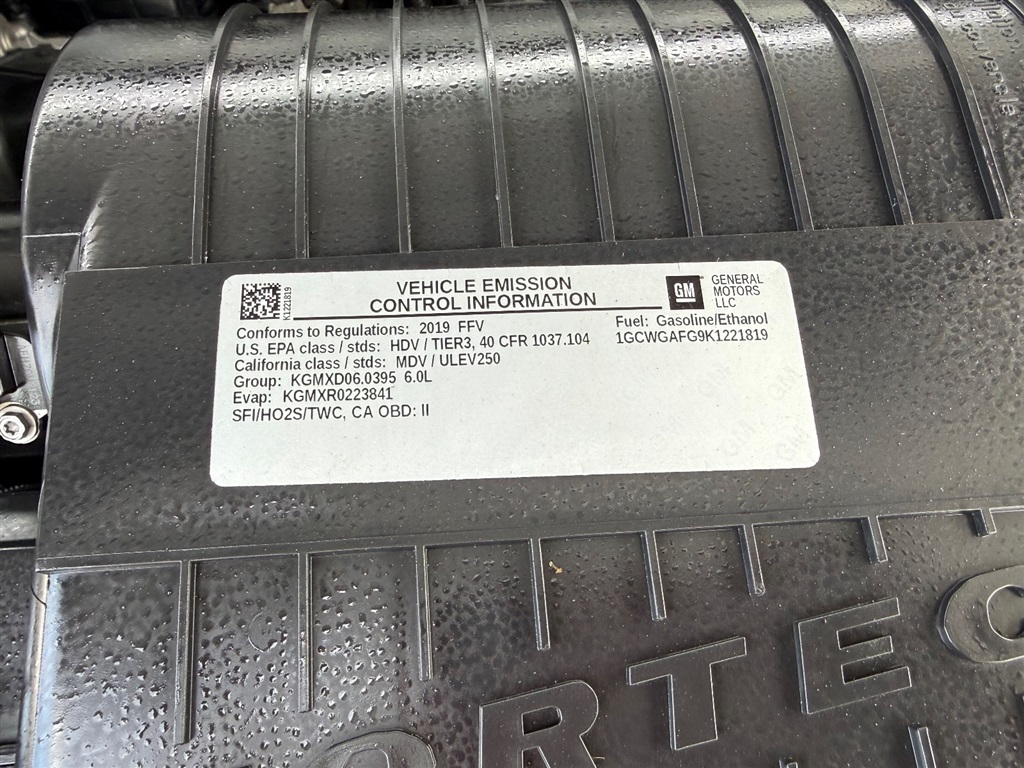 VEHICLE EMISSION
CONTROL INFORMATION
K1221819
GM
GENERAL
MOTORS
LLC
Conforms to Regulations: 2019 FFV
U.S. EPA class / stds: HDV / TIER3, 40 CFR 1037.104
California class / stds: MDV / ULEV250
Group: KGMXD06.0395 6.0L
Evap: KGMXR0223841
SFI/HO2S/TWC, CA OBD: II
Fuel: Gasoline/Ethanol
1GCWGAFG9K1221819
ORTEC